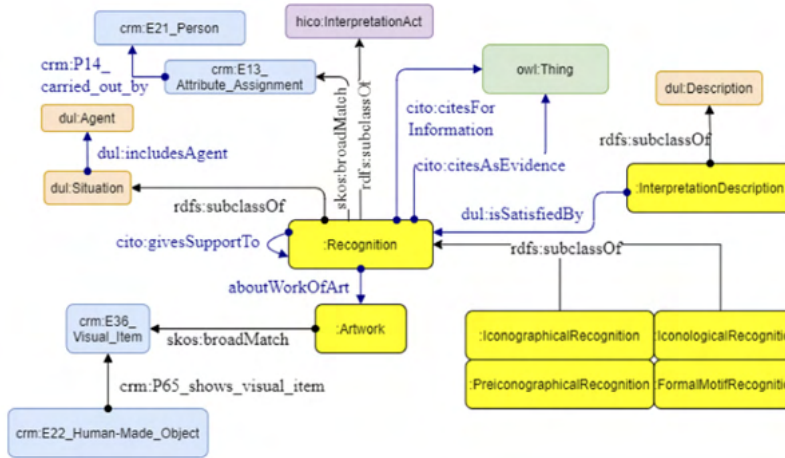 crm:E21_Person
hico:InterpretationAct
crm:P14_
carried_out_by
crm:E13_
Attribute_Assignment
owl:Thing
dul:Description
cito:citesFor
Information
dul:Agent
skos:broadMatch
rdfs:subclassOf
rdfs:subclassOf
dul:includesAgent
cito:citesAsEvidence
dul:Situation
:InterpretationDescription
rdfs:subclassOf
dul:isSatisfiedBy
cito:givesSupportTo
:Recognition
rdfs:subclassOf
aboutWorkOfArt
crm:E36_
Visual_Item
skos:broadMatch
:Artwork
:IconographicalRecognition
:IconologicalRecognition
crm:P65_shows_visual_item
:PreiconographicalRecognition
:FormalMotifRecognition
crm:E22_Human-Made_Object